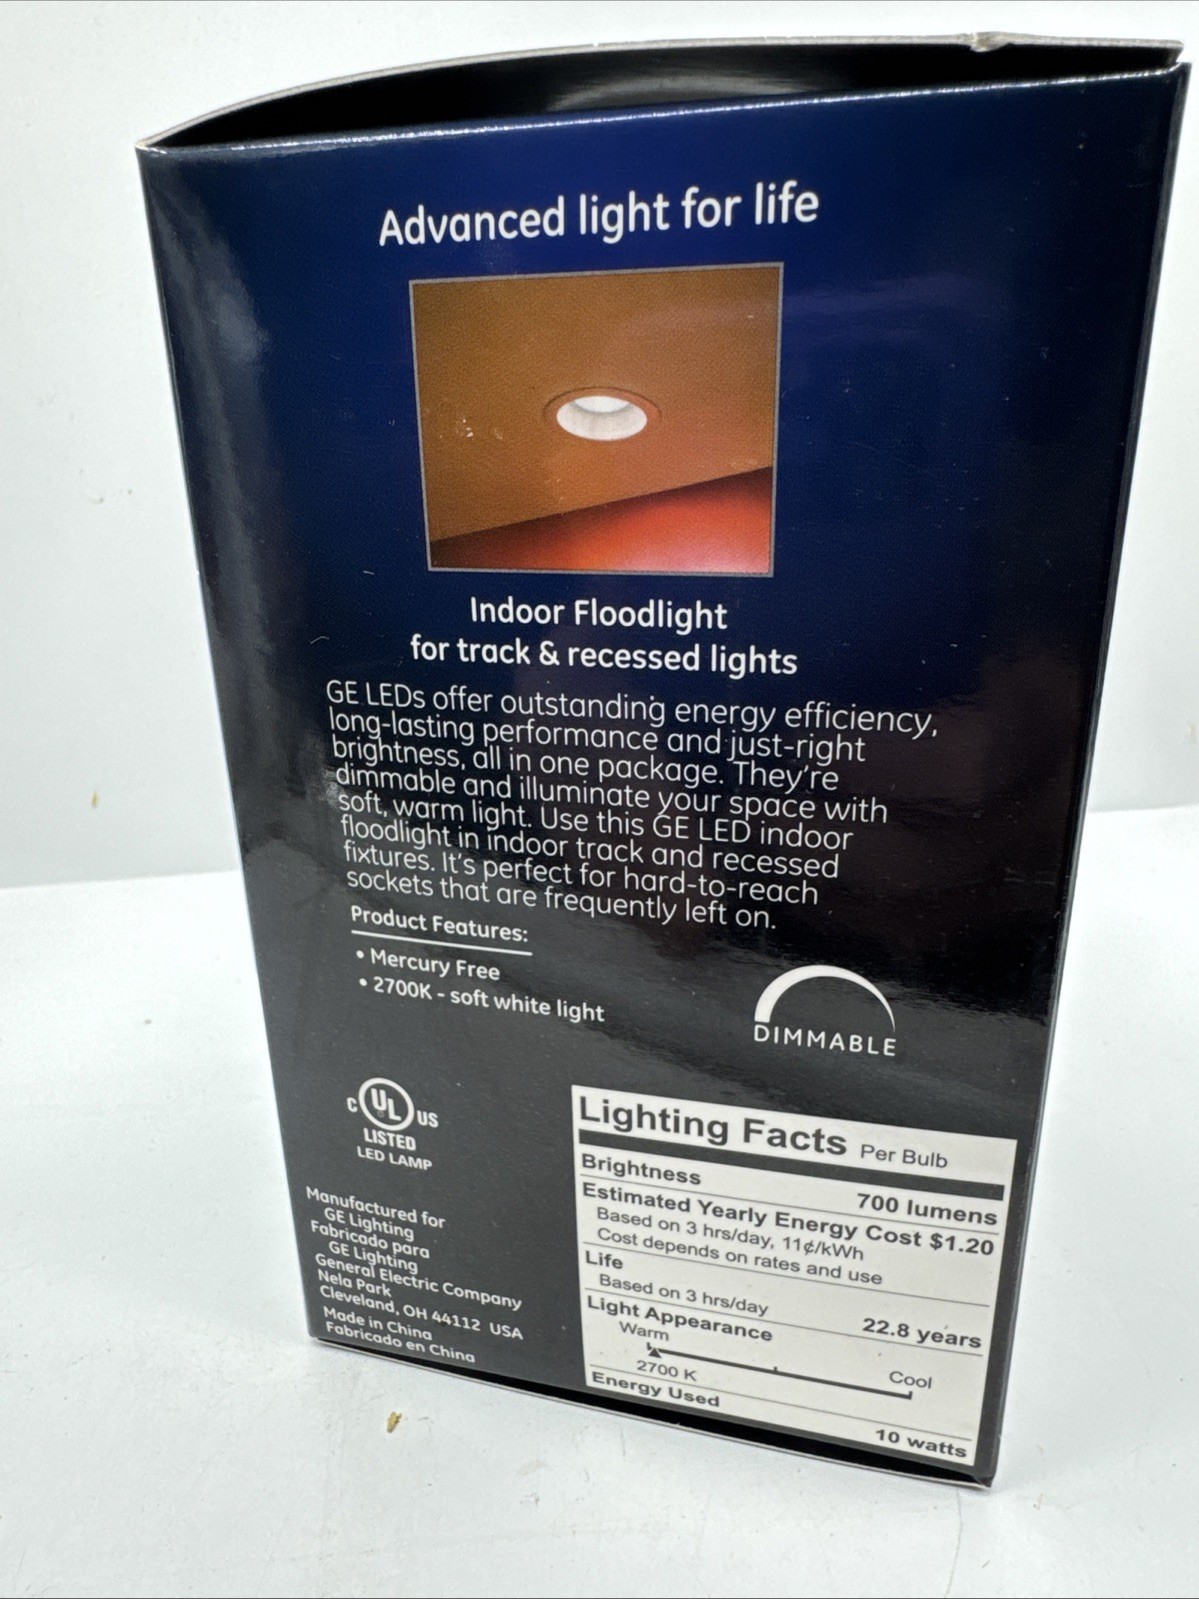 Advanced light for life
Indoor Floodlight
for track & recessed lights
GE LEDs offer outstanding energy efficiency,
long-lasting performance and just-right
brightness, all in one package. They're
dimmable and illuminate your space with
soft, warm light. Use this GE LED indoor
floodlight in indoor track and recessed
fixtures. It's perfect for hard-to-reach
sockets that are frequently left on.
Product Features:
• Mercury Free
• 2700K - soft white light
DIMMABLE
C UL US
LISTED
LED LAMP
Manufactured for
GE Lighting
Fabricado para
GE Lighting
General Electric Company
Nela Park
Cleveland, OH 44112 USA
Made in China
Fabricado en China
Lighting Facts Per Bulb
Brightness 700 lumens
Estimated Yearly Energy Cost $1.20
Based on 3 hrs/day, 11¢/kWh
Cost depends on rates and use
Life
Based on 3 hrs/day 22.8 years
Light Appearance
Warm Cool
2700 K
Energy Used 10 watts